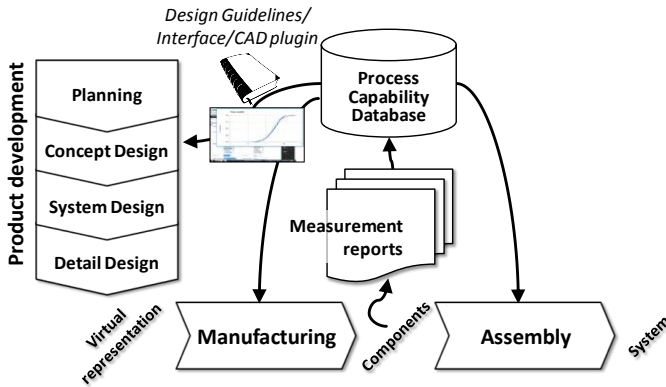 Design Guidelines/
Interface/CAD plugin
Product development
Planning
Concept Design
System Design
Detail Design
Process
Capability
Database
Measurement
reports
Virtual
representation
Manufacturing
Components
Assembly
System